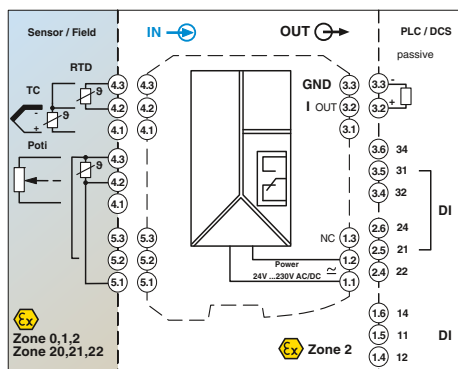 Sensor / Field
IN
OUT
PLC / DCS
passive
RTD
TC
ϑ
ϑ
-
+
4.3
4.2
4.1
4.3
4.2
4.1
GND 3.3
I OUT 3.2
3.1
3.3 -
3.2 +
Poti
ϑ
4.3
4.2
4.1
3.6 34
3.5 31
3.4 32
DI
5.3
5.2
5.1
5.3
5.2
5.1
NC 1.3
Power
1.2
24V ...230V AC/DC
1.1
2.6 24
2.5 21
2.4 22
εx
Zone 0,1,2
Zone 20,21,22
εx Zone 2
1.6 14
1.5 11
1.4 12
DI